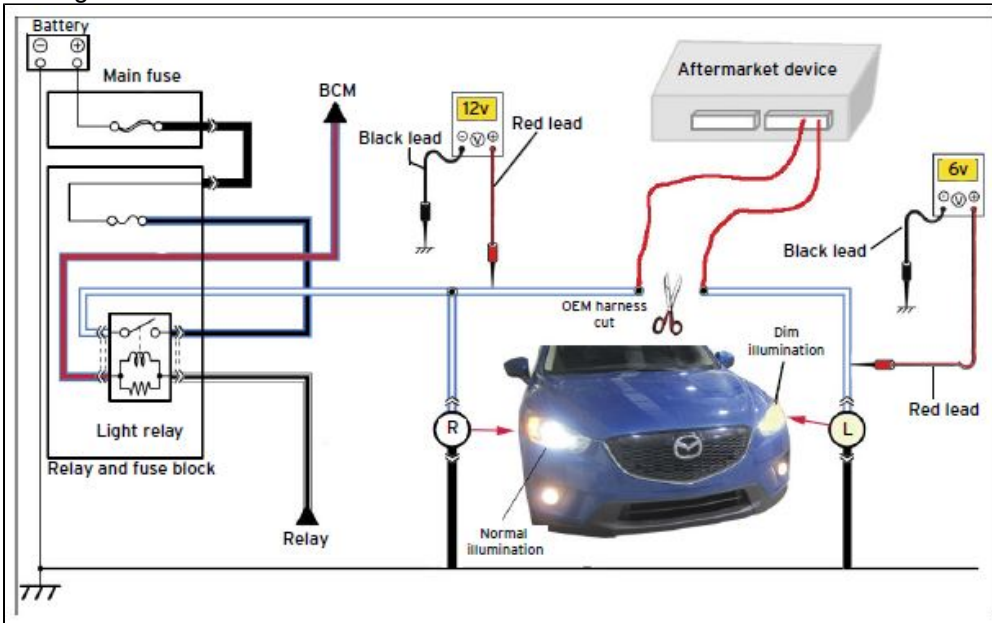 Battery
Main fuse
BCM
12v
Black lead
Red lead
Aftermarket device
6v
Black lead
OEM harness
cut
Dim
illumination
Red lead
R
L
Light relay
Relay and fuse block
Normal
illumination
Relay